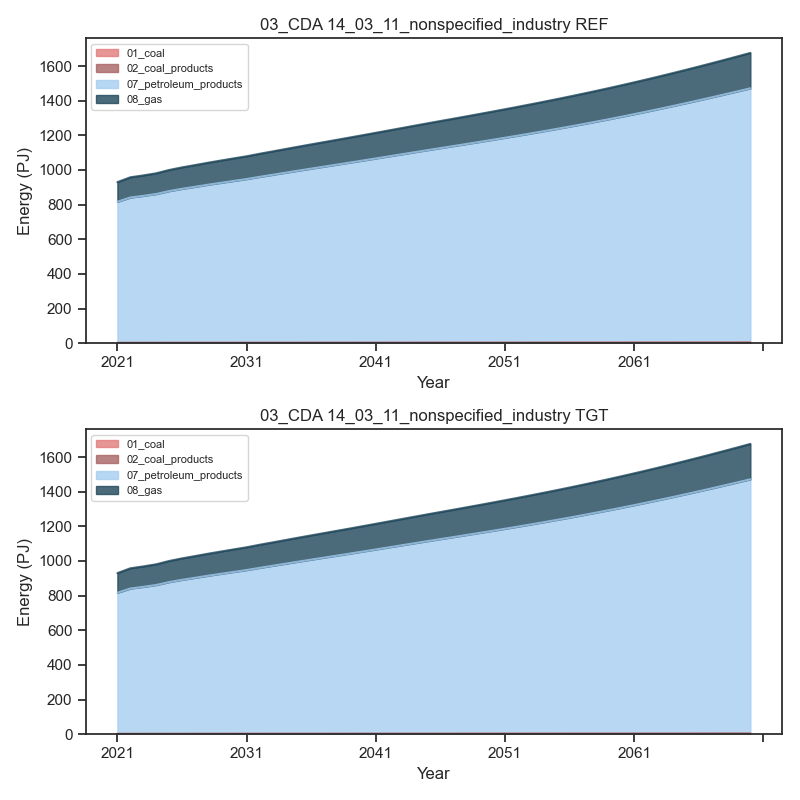 03_CDA 14_03_11_nonspecified_industry REF
01_coal
02_coal_products
07_petroleum_products
08_gas
1600
1400
1200
1000
800
600
400
200
0
Energy (PJ)
2021 2031 2041 2051 2061
Year
03_CDA 14_03_11_nonspecified_industry TGT
01_coal
02_coal_products
07_petroleum_products
08_gas
1600
1400
1200
1000
800
600
400
200
0
Energy (PJ)
2021 2031 2041 2051 2061
Year